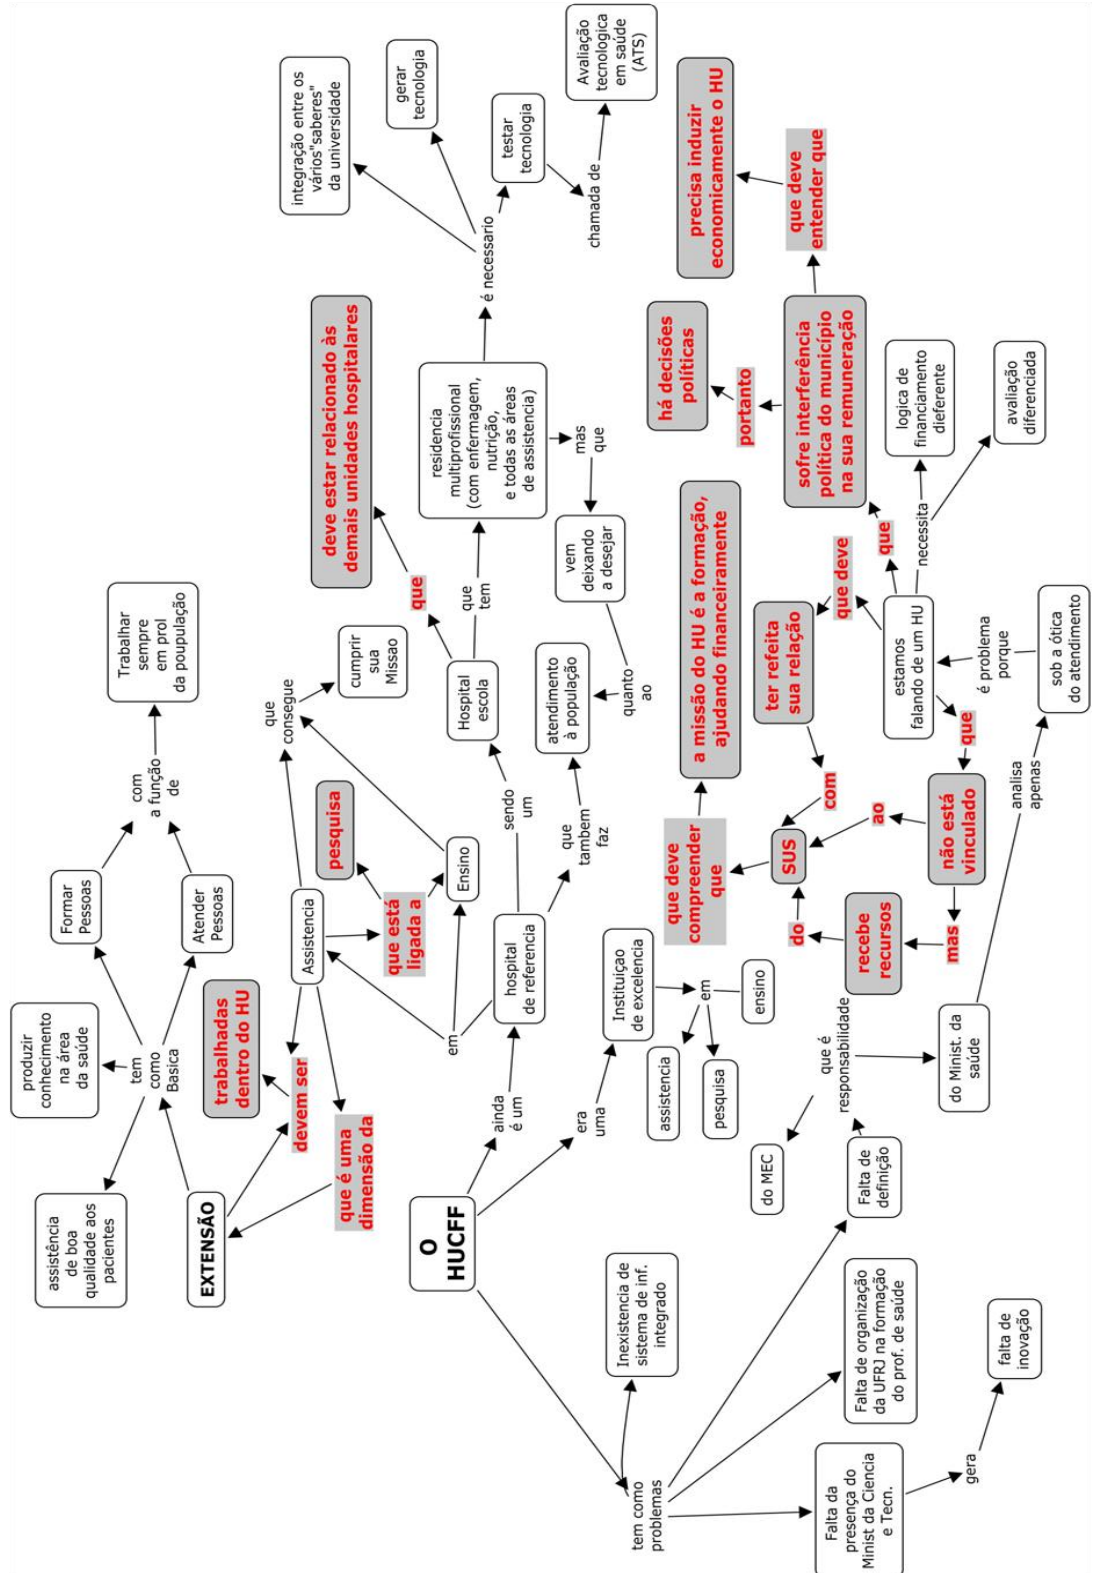 assistência
de boa
qualidade aos
pacientes
produzir
conhecimento
na área
da saúde
Formar
Pessoas
Trabalhar
sempre
em prol
da poupulação
tem
como
Basica
com
a função
de
Atender
Pessoas
EXTENSÃO
trabalhadas
dentro do HU
devem ser
que é uma
dimensão da
Assistencia
pesquisa
que está
ligada a
Ensino
que
consegue
cumprir
sua
Missao
integração entre os
vários"saberes"
da universidade
gerar
tecnologia
testar
tecnologia
chamada de
Avaliação
tecnologica
em saúde
(ATS)
é necessario
deve estar relacionado às
demais unidades hospitalares
que
Hospital
escola
que
tem
residencia
multiprofissional
(com enfermagem,
nutrição,
e todas as áreas
de assistencia)
mas
que
vem
deixando
a desejar
quanto
ao
atendimento
à população
O
HUCFF
ainda
é um
em
hospital
de referencia
sendo
um
que
tambem
faz
era
uma
Instituiçao
de excelencia
em
assistencia
pesquisa
ensino
que deve
compreender
que
a missão do HU é a formação,
ajudando financeiramente
há decisões
políticas
portanto
precisa induzir
economicamente o HU
que deve
entender que
sofre interferência
política do município
na sua remuneração
que
ter refeita
sua relação
que deve
com
SUS
ao
do
recebe
recursos
mas
não está
vinculado
que
estamos
falando de um HU
necessita
logica de
financiamento
dieferente
avaliação
diferenciada
é problema
porque
sob a ótica
do atendimento
analisa
apenas
do Minist. da
saúde
que é
responsabilidade
do MEC
Falta de
definição
Inexistencia de
sistema de inf.
integrado
tem como
problemas
Falta de organização
da UFRJ na formação
do prof. de saúde
Falta da
presença do
Minist da Ciencia
e Tecn.
gera
falta de
inovação